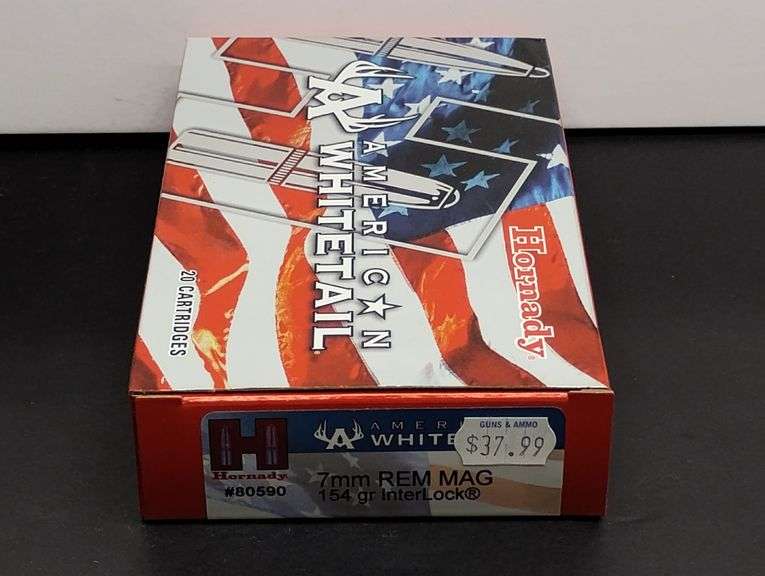 AMERICAN
WHITETAIL®
Hornady®
20 CARTRIDGES
H
Hornady
#80590
AMERI
WHITE
GUNS & AMMO
$37.99
7mm REM MAG
154 gr InterLock®